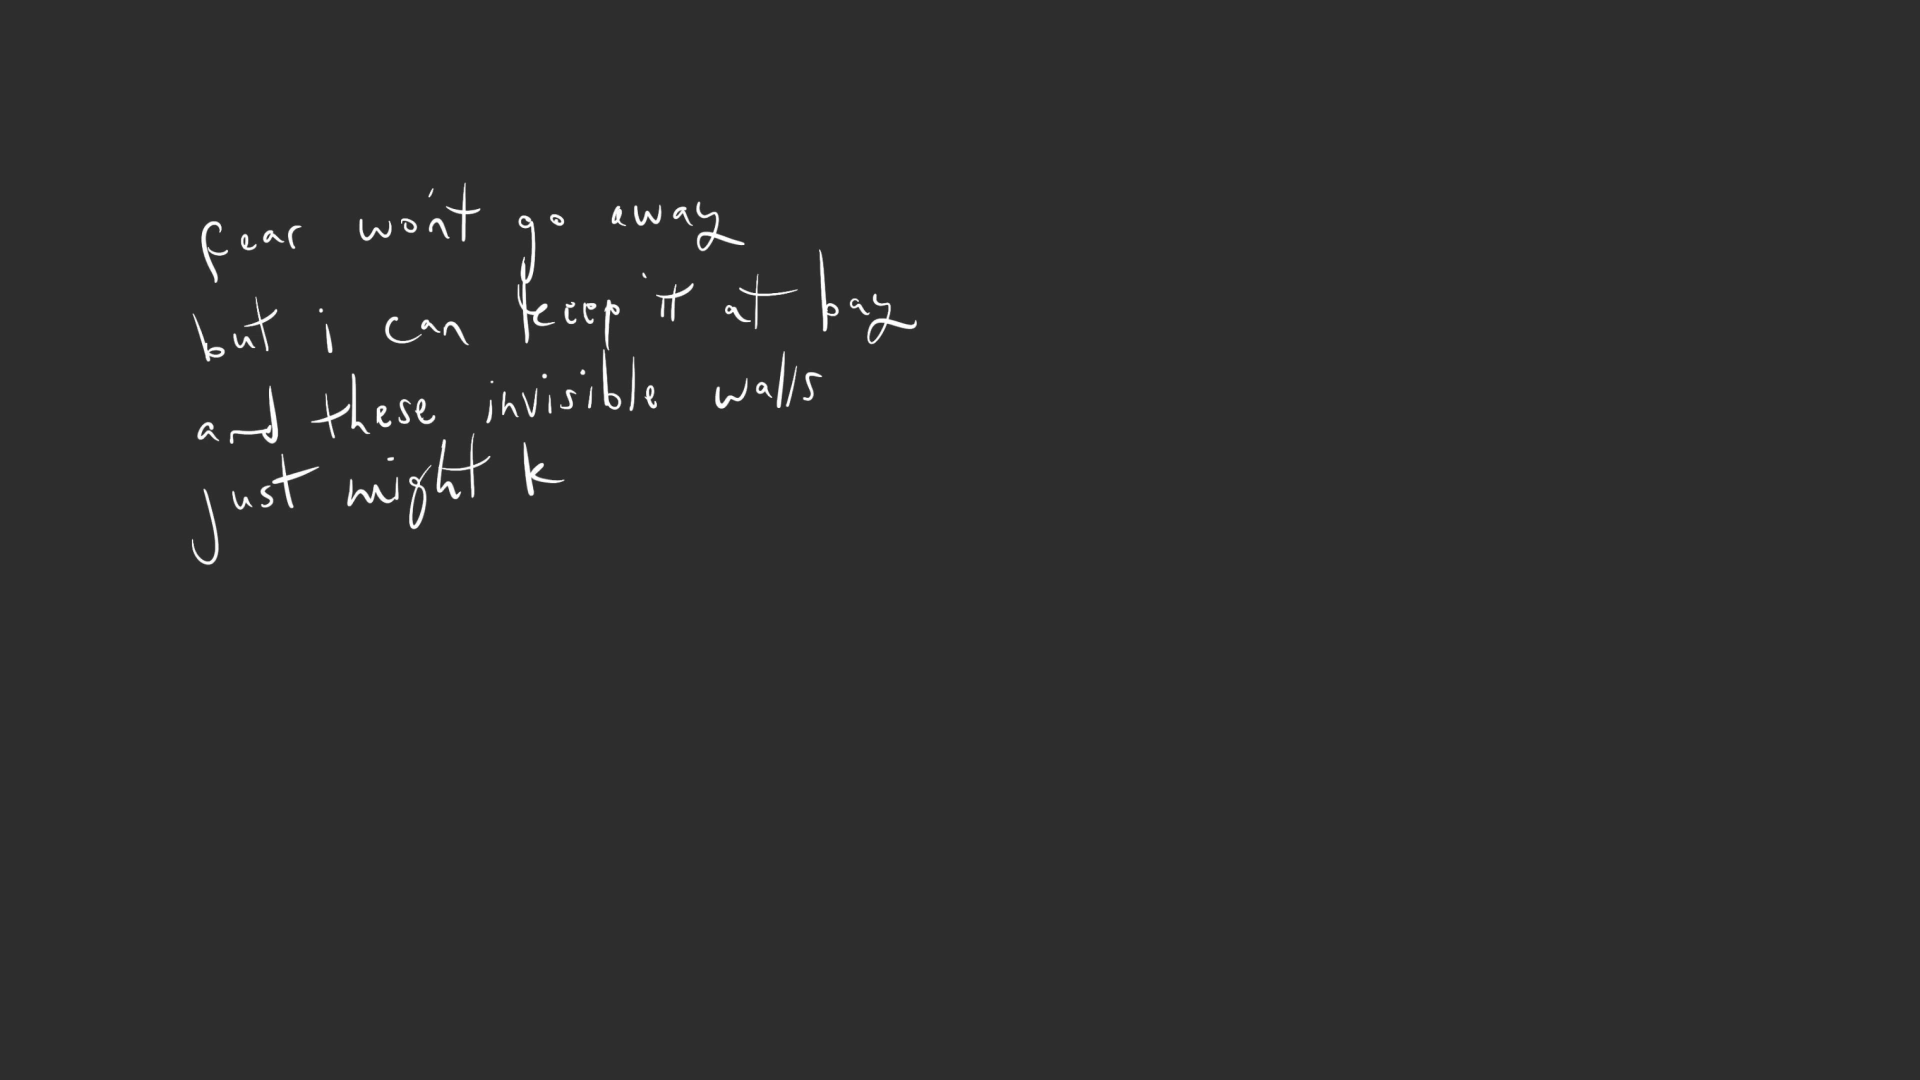 fear won't go away
but i can keep it at bay
and these invisible walls
just might k